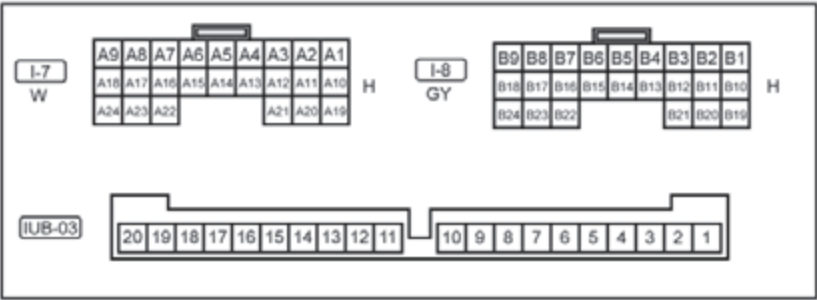 A9 A8 A7 A6 A5 A4 A3 A2 A1
I-7
A18 A17 A16 A15 A14 A13 A12 A11 A10
W
H
A24 A23 A22 A21 A20 A19
B9 B8 B7 B6 B5 B4 B3 B2 B1
I-8
B18 B17 B16 B15 B14 B13 B12 B11 B10
GY
H
B24 B23 B22 B21 B20 B19
IUB-03
20 19 18 17 16 15 14 13 12 11 10 9 8 7 6 5 4 3 2 1